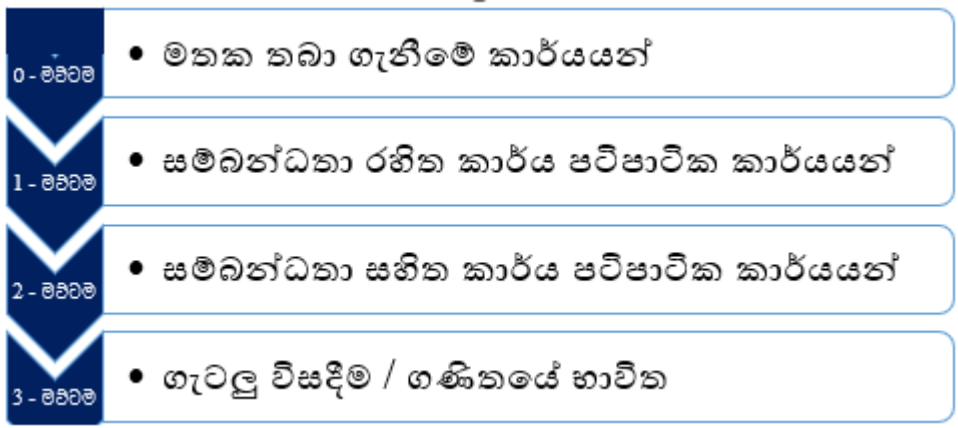 0 - මට්ටම
• මතක තබා ගැනීමේ කාර්යයන්
1 - මට්ටම
• සම්බන්ධතා රහිත කාර්ය පටිපාටික කාර්යයන්
2 - මට්ටම
• සම්බන්ධතා සහිත කාර්ය පටිපාටික කාර්යයන්
3 - මට්ටම
• ගැටලු විසදීම / ගණිතයේ භාවිත